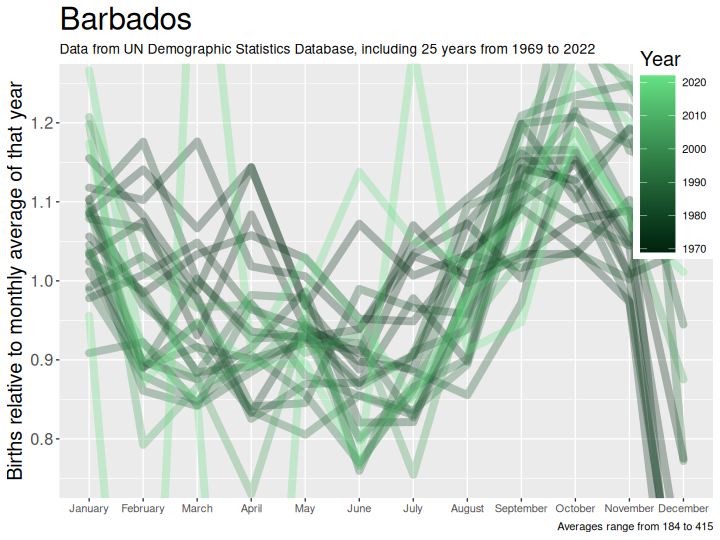 Barbados
Data from UN Demographic Statistics Database, including 25 years from 1969 to 2022
Year
2020
2010
2000
1990
1980
1970
Births relative to monthly average of that year
1.2
1.1
1.0
0.9
0.8
January February March April May June July August September October November December
Averages range from 184 to 415